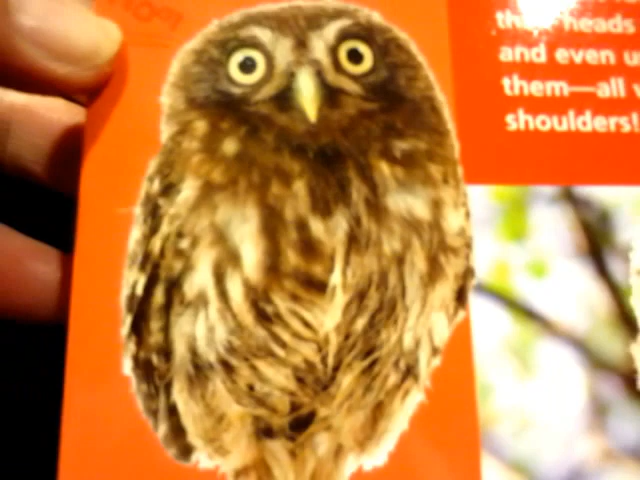 their heads
and even u
them—all
shoulders!